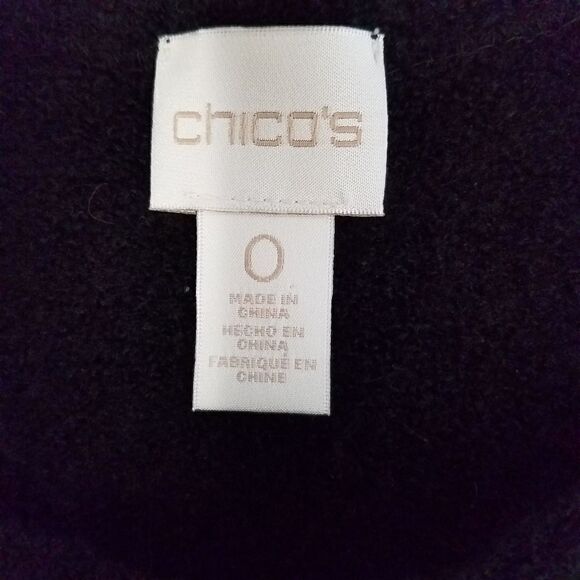 chico's
0
MADE IN
CHINA
HECHO EN
CHINA
FABRIQUÉ EN
CHINE